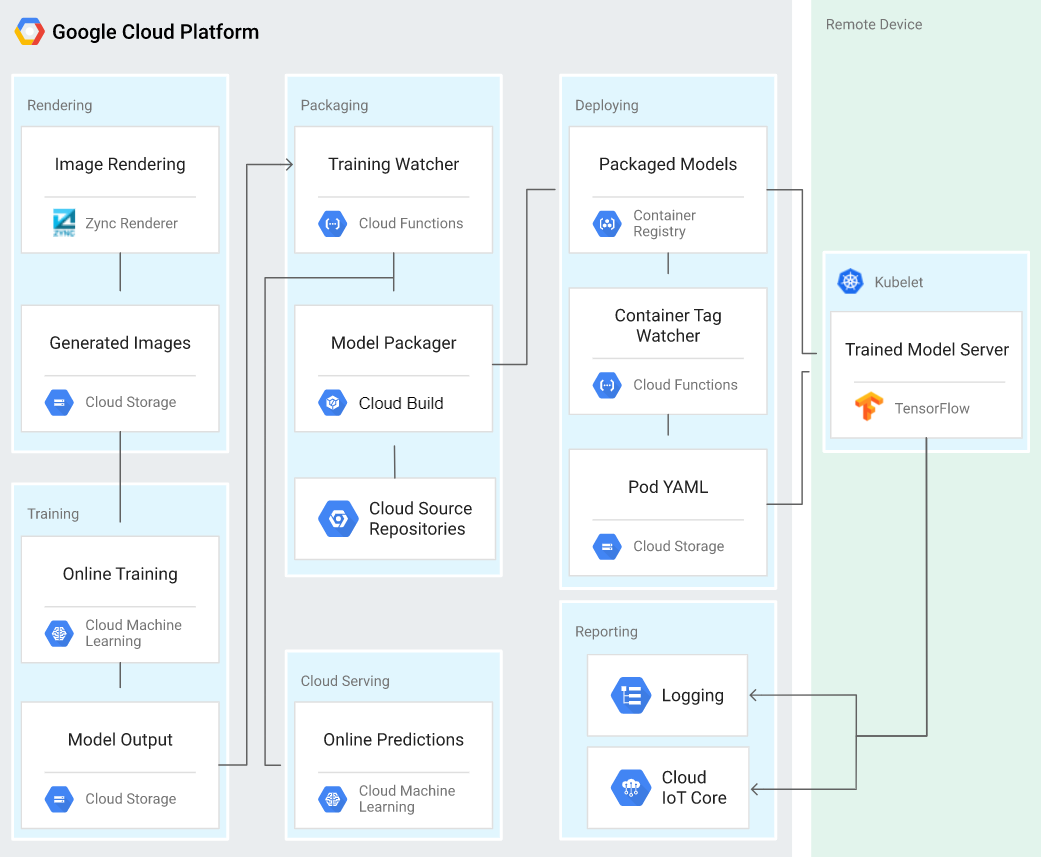 Google Cloud Platform
Remote Device
Rendering
Image Rendering
ZYNC
Zync Renderer
Generated Images
Cloud Storage
Training
Online Training
Cloud Machine
Learning
Model Output
Cloud Storage
Packaging
Training Watcher
Cloud Functions
Model Packager
Cloud Build
Cloud Source
Repositories
Cloud Serving
Online Predictions
Cloud Machine
Learning
Deploying
Packaged Models
Container
Registry
Container Tag
Watcher
Cloud Functions
Pod YAML
Cloud Storage
Reporting
Logging
Cloud
IoT Core
Kubelet
Trained Model Server
TensorFlow